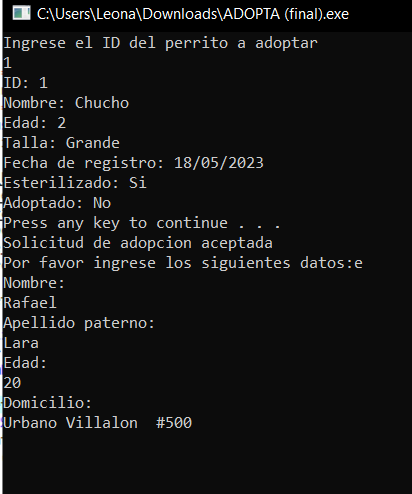 C:\Users\Leona\Downloads\ADOPTA (final).exe
Ingrese el ID del perrito a adoptar
1
ID: 1
Nombre: Chucho
Edad: 2
Talla: Grande
Fecha de registro: 18/05/2023
Esterilizado: Si
Adoptado: No
Press any key to continue . . .
Solicitud de adopcion aceptada
Por favor ingrese los siguientes datos:e
Nombre:
Rafael
Apellido paterno:
Lara
Edad:
20
Domicilio:
Urbano Villalon  #500